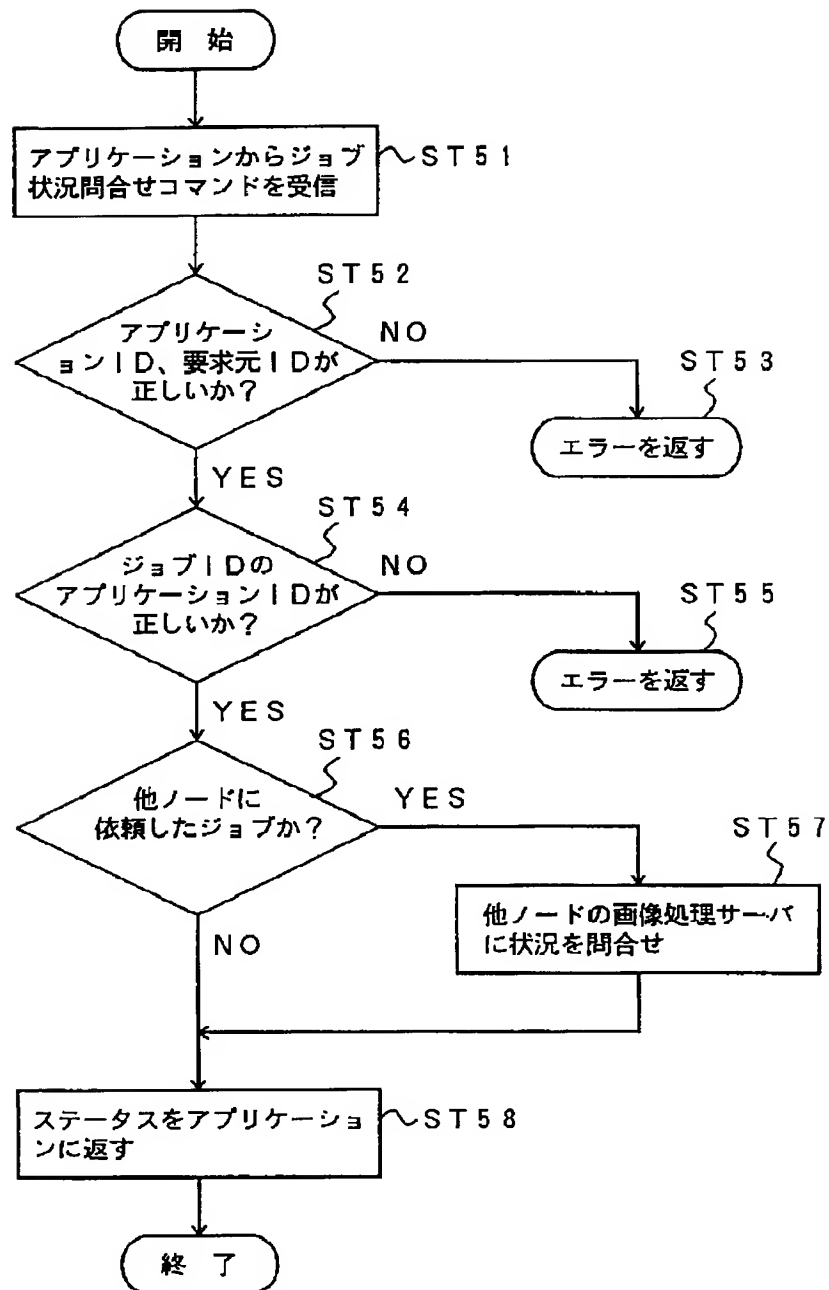 開 始
アプリケーションからジョブ
状況問合せコマンドを受信
ST51
ST52
アプリケーシ
ョンID、要求元IDが
正しいか？
NO
ST53
エラーを返す
YES
ST54
ジョブIDの
アプリケーションIDが
正しいか？
NO
ST55
エラーを返す
YES
ST56
他ノードに
依頼したジョブか？
YES
ST57
他ノードの画像処理サーバ
に状況を問合せ
NO
ステータスをアプリケーショ
ンに返す
ST58
終 了